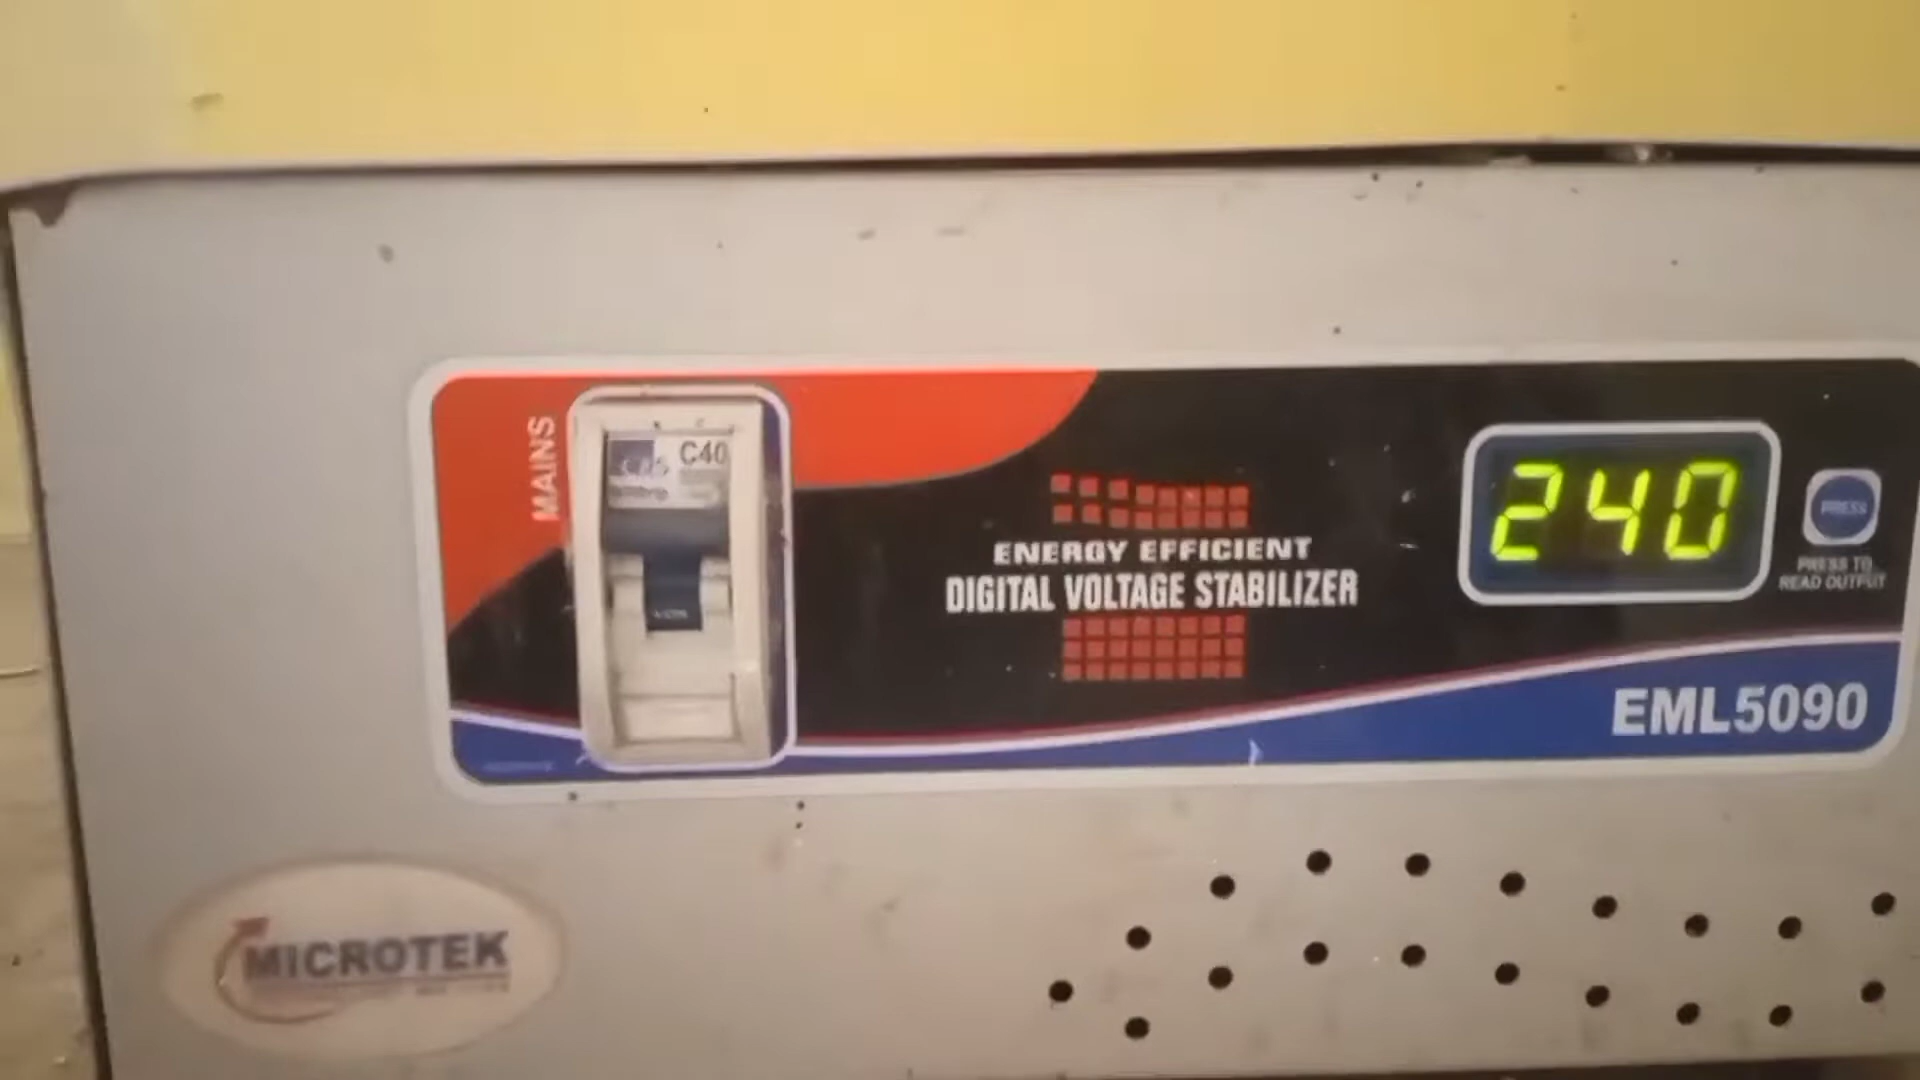 MAINS
C40
ENERGY EFFICIENT
DIGITAL VOLTAGE STABILIZER
240
PRESS
PRESS TO
READ OUTPUT
EML5090
MICROTEK